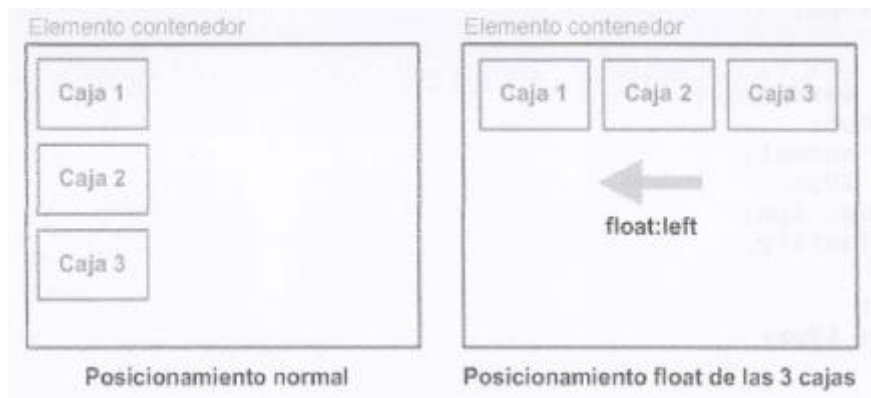 Elemento contenedor
Caja 1
Caja 2
Caja 3
Posicionamiento normal
Elemento contenedor
Caja 1 Caja 2 Caja 3
float:left
Posicionamiento float de las 3 cajas